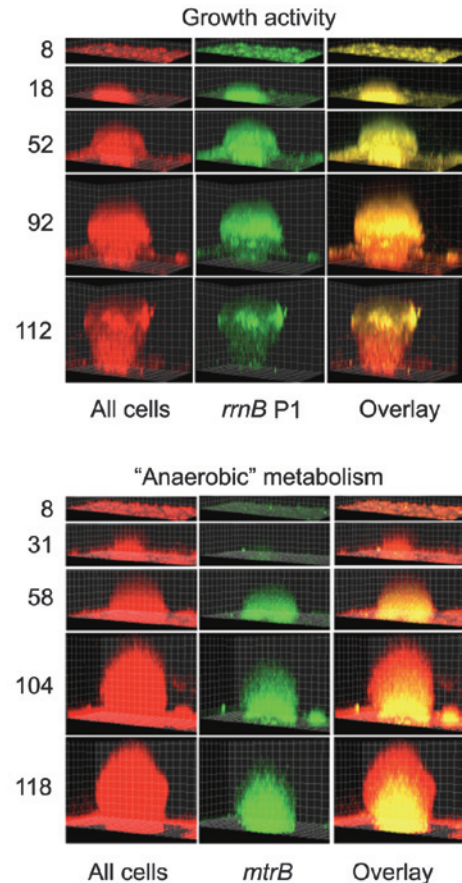 Growth activity
8
18
52
92
112
All cells rrnB P1 Overlay
"Anaerobic" metabolism
8
31
58
104
118
All cells mtrB Overlay